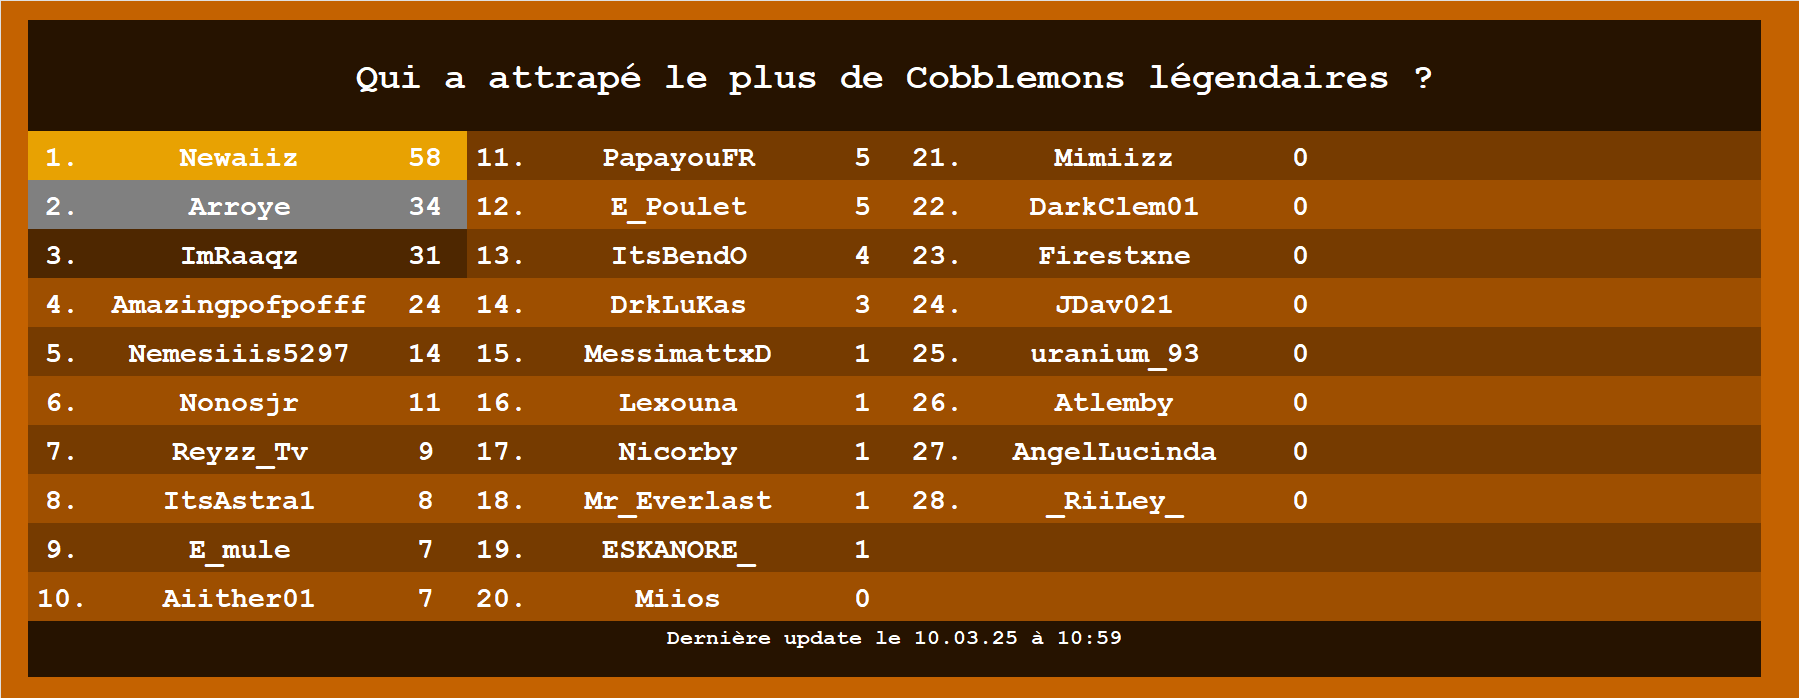 Qui a attrapé le plus de Cobblemons légendaires ?
1. Newaiiz 58 11. PapayouFR 5 21. Mimiizz 0
2. Arroye 34 12. E_Poulet 5 22. DarkClem01 0
3. ImRaaqz 31 13. ItsBendO 4 23. Firestxne 0
4. Amazingpofpofff 24 14. DrkLuKas 3 24. JDav021 0
5. Nemesiiis5297 14 15. MessimattxD 1 25. uranium_93 0
6. Nonosjr 11 16. Lexouna 1 26. Atlemby 0
7. Reyzz_Tv 9 17. Nicorby 1 27. AngelLucinda 0
8. ItsAstra1 8 18. Mr_Everlast 1 28. _RiiLey_ 0
9. E_mule 7 19. ESKANORE_ 1
10. Aiither01 7 20. Miios 0
Dernière update le 10.03.25 à 10:59